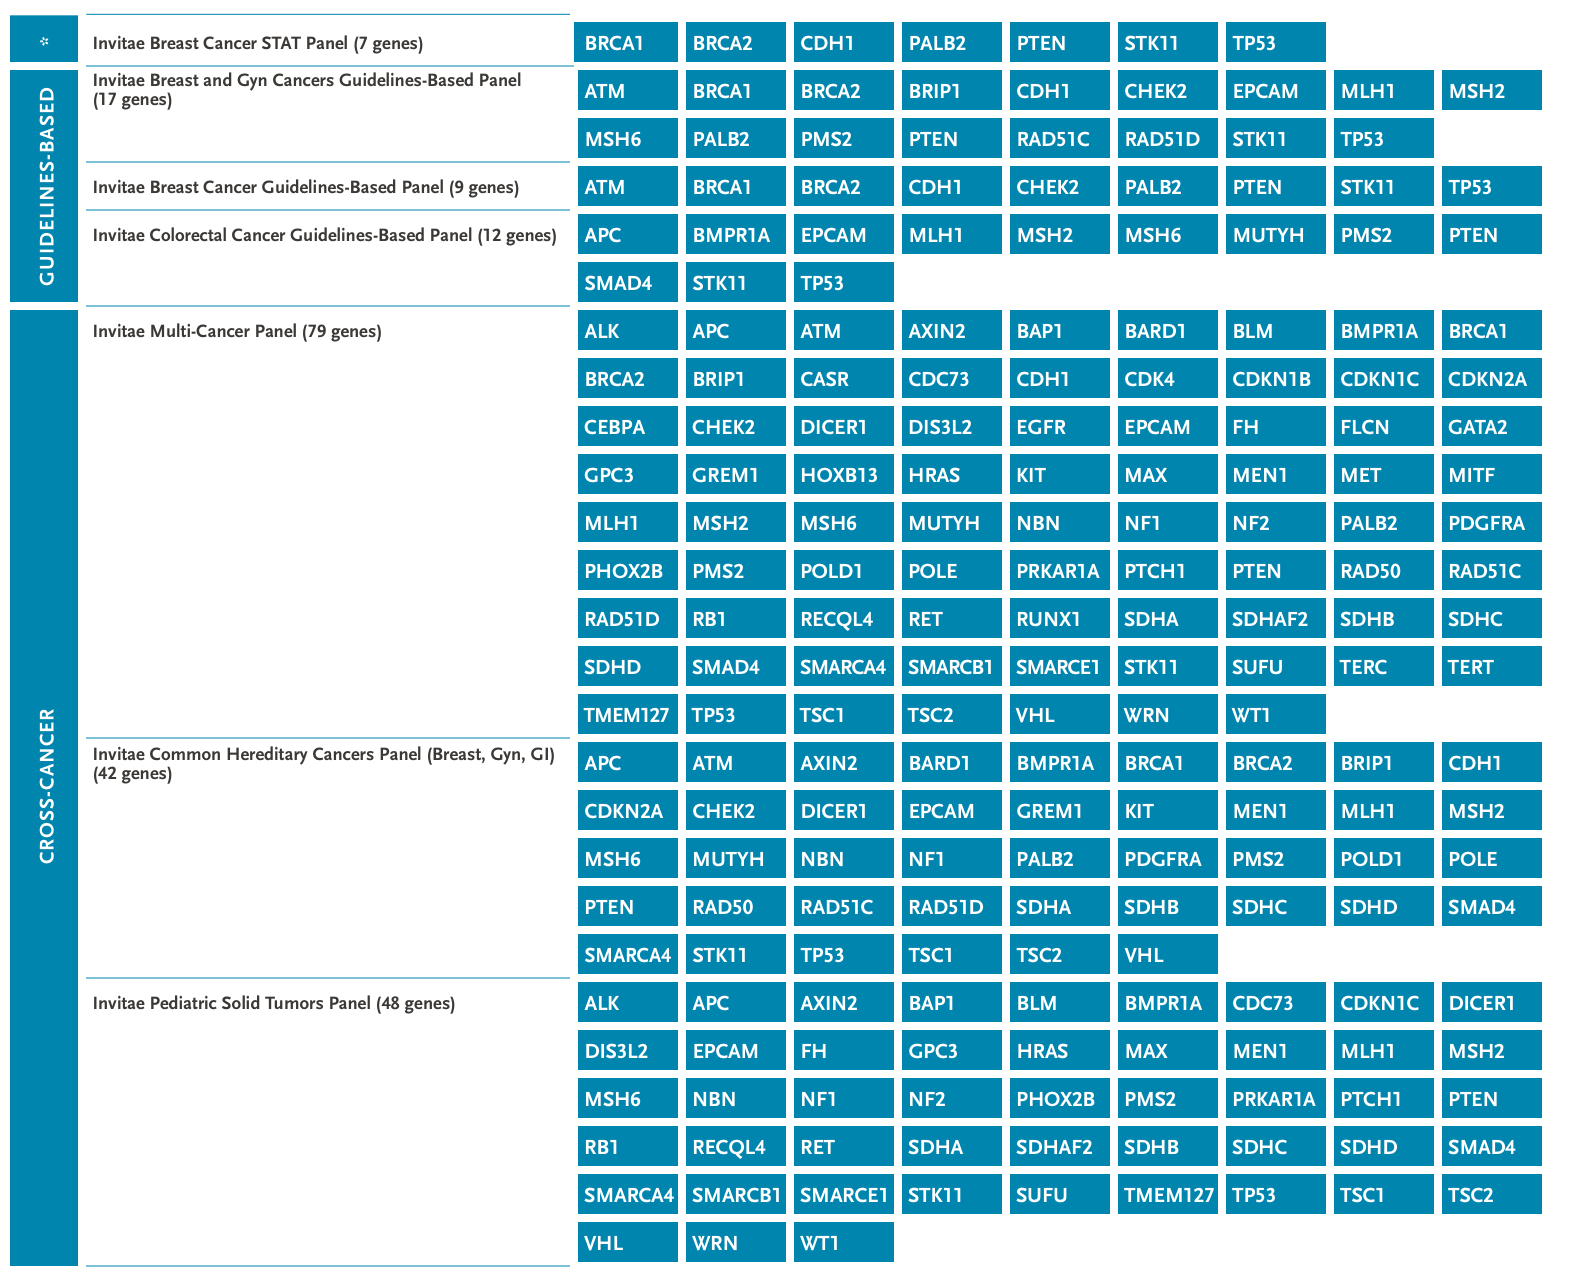 Invitae Breast Cancer STAT Panel (7 genes)
BRCA1 BRCA2 CDH1 PALB2 PTEN STK11 TP53
GUIDELINES-BASED
Invitae Breast and Gyn Cancers Guidelines-Based Panel
(17 genes)
ATM BRCA1 BRCA2 BRIP1 CDH1 CHEK2 EPCAM MLH1 MSH2
MSH6 PALB2 PMS2 PTEN RAD51C RAD51D STK11 TP53
Invitae Breast Cancer Guidelines-Based Panel (9 genes)
ATM BRCA1 BRCA2 CDH1 CHEK2 PALB2 PTEN STK11 TP53
Invitae Colorectal Cancer Guidelines-Based Panel (12 genes)
APC BMPR1A EPCAM MLH1 MSH2 MSH6 MUTYH PMS2 PTEN
SMAD4 STK11 TP53
CROSS-CANCER
Invitae Multi-Cancer Panel (79 genes)
ALK APC ATM AXIN2 BAP1 BARD1 BLM BMPR1A BRCA1
BRCA2 BRIP1 CASR CDC73 CDH1 CDK4 CDKN1B CDKN1C CDKN2A
CEBPA CHEK2 DICER1 DIS3L2 EGFR EPCAM FH FLCN GATA2
GPC3 GREM1 HOXB13 HRAS KIT MAX MEN1 MET MITF
MLH1 MSH2 MSH6 MUTYH NBN NF1 NF2 PALB2 PDGFRA
PHOX2B PMS2 POLD1 POLE PRKAR1A PTCH1 PTEN RAD50 RAD51C
RAD51D RB1 RECQL4 RET RUNX1 SDHA SDHAF2 SDHB SDHC
SDHD SMAD4 SMARCA4 SMARCB1 SMARCE1 STK11 SUFU TERC TERT
TMEM127 TP53 TSC1 TSC2 VHL WRN WT1
Invitae Common Hereditary Cancers Panel (Breast, Gyn, GI)
(42 genes)
APC ATM AXIN2 BARD1 BMPR1A BRCA1 BRCA2 BRIP1 CDH1
CDKN2A CHEK2 DICER1 EPCAM GREM1 KIT MEN1 MLH1 MSH2
MSH6 MUTYH NBN NF1 PALB2 PDGFRA PMS2 POLD1 POLE
PTEN RAD50 RAD51C RAD51D SDHA SDHB SDHC SDHD SMAD4
SMARCA4 STK11 TP53 TSC1 TSC2 VHL
Invitae Pediatric Solid Tumors Panel (48 genes)
ALK APC AXIN2 BAP1 BLM BMPR1A CDC73 CDKN1C DICER1
DIS3L2 EPCAM FH GPC3 HRAS MAX MEN1 MLH1 MSH2
MSH6 NBN NF1 NF2 PHOX2B PMS2 PRKAR1A PTCH1 PTEN
RB1 RECQL4 RET SDHA SDHAF2 SDHB SDHC SDHD SMAD4
SMARCA4 SMARCB1 SMARCE1 STK11 SUFU TMEM127 TP53 TSC1 TSC2
VHL WRN WT1